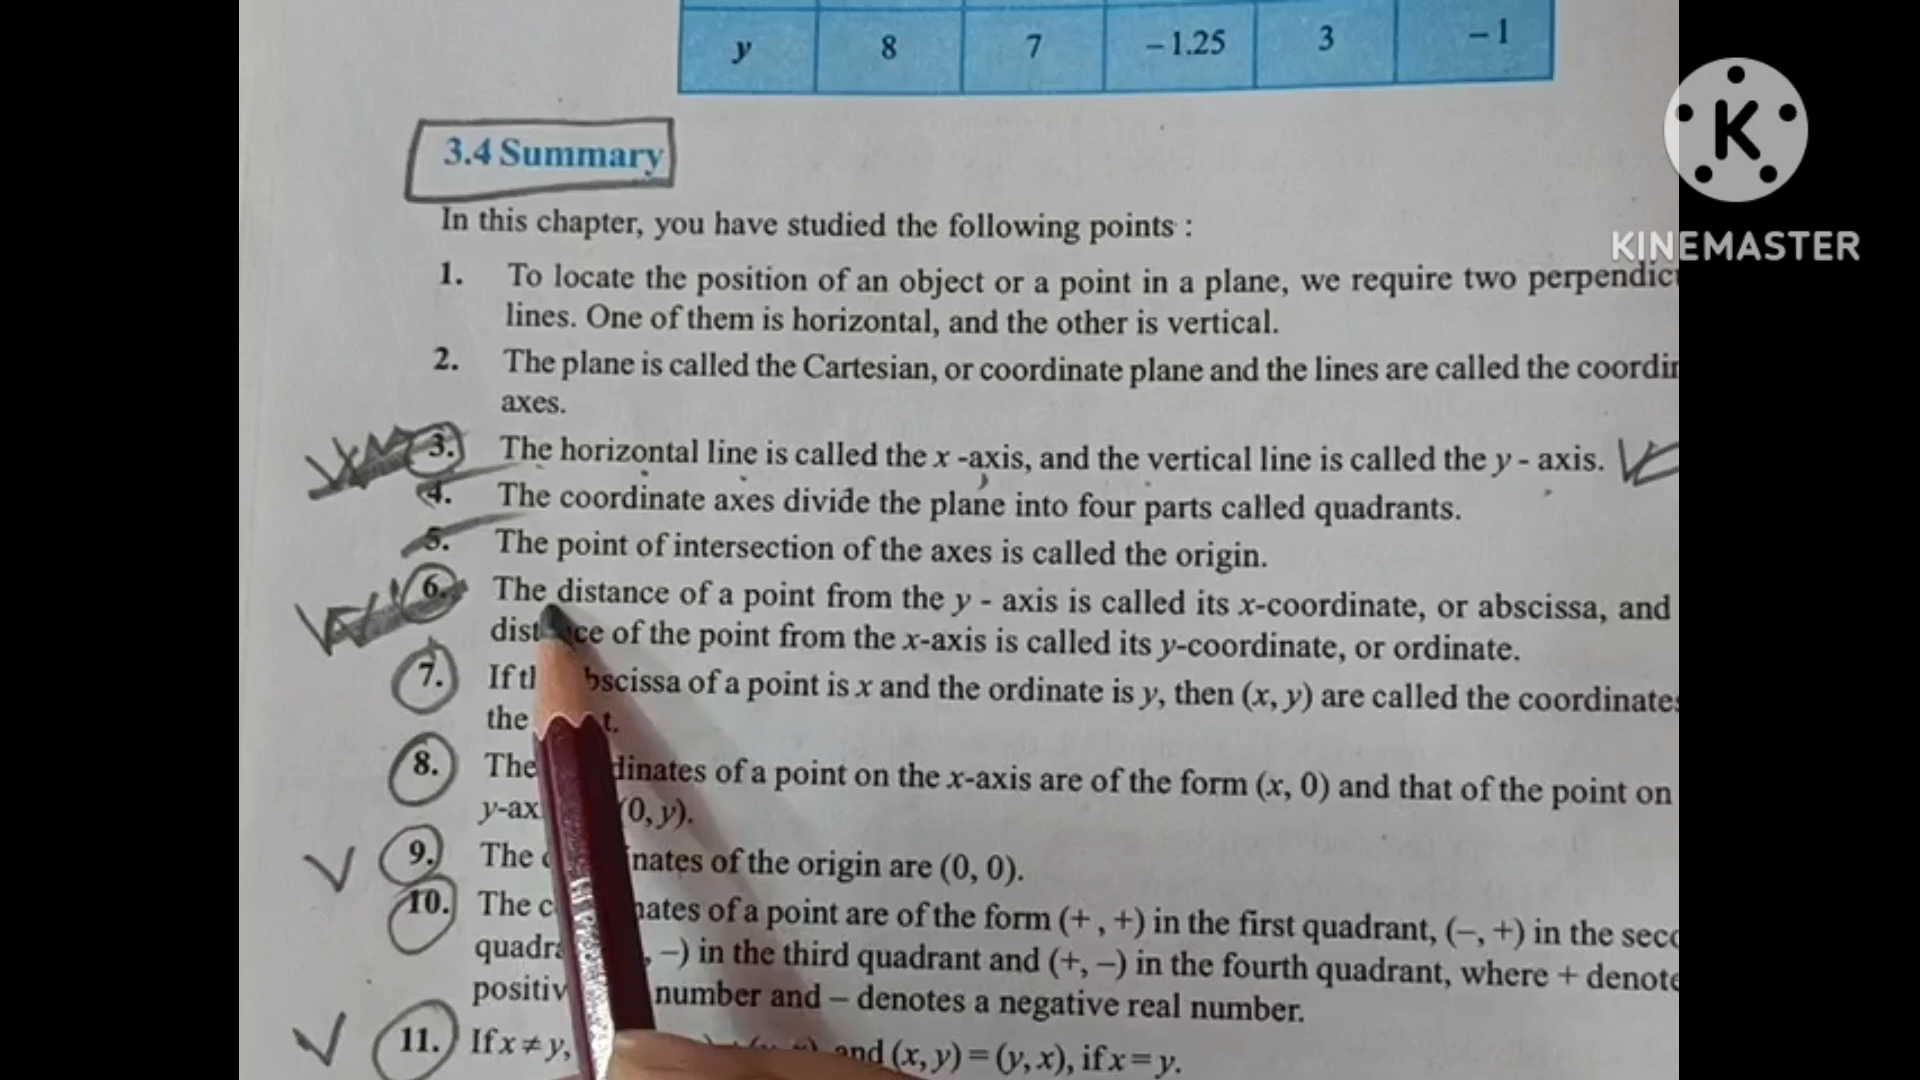 y 8 7 – 1.25 3 – 1
3.4 Summary
K
KINEMASTER
In this chapter, you have studied the following points :
1. To locate the position of an object or a point in a plane, we require two perpendic
lines. One of them is horizontal, and the other is vertical.
2. The plane is called the Cartesian, or coordinate plane and the lines are called the coordin
axes.
3. The horizontal line is called the x -axis, and the vertical line is called the y - axis.
4. The coordinate axes divide the plane into four parts called quadrants.
5. The point of intersection of the axes is called the origin.
6. The distance of a point from the y - axis is called its x-coordinate, or abscissa, and
dist ce of the point from the x-axis is called its y-coordinate, or ordinate.
7. If th bscissa of a point is x and the ordinate is y, then (x, y) are called the coordinates
the t.
8. The dinates of a point on the x-axis are of the form (x, 0) and that of the point on
y-ax (0, y).
9. The inates of the origin are (0, 0).
10. The c nates of a point are of the form (+ , +) in the first quadrant, (–, +) in the seco
quadra , –) in the third quadrant and (+, –) in the fourth quadrant, where + denote
positiv number and – denotes a negative real number.
11. If x ≠ y, and (x, y) = (y, x), if x = y.